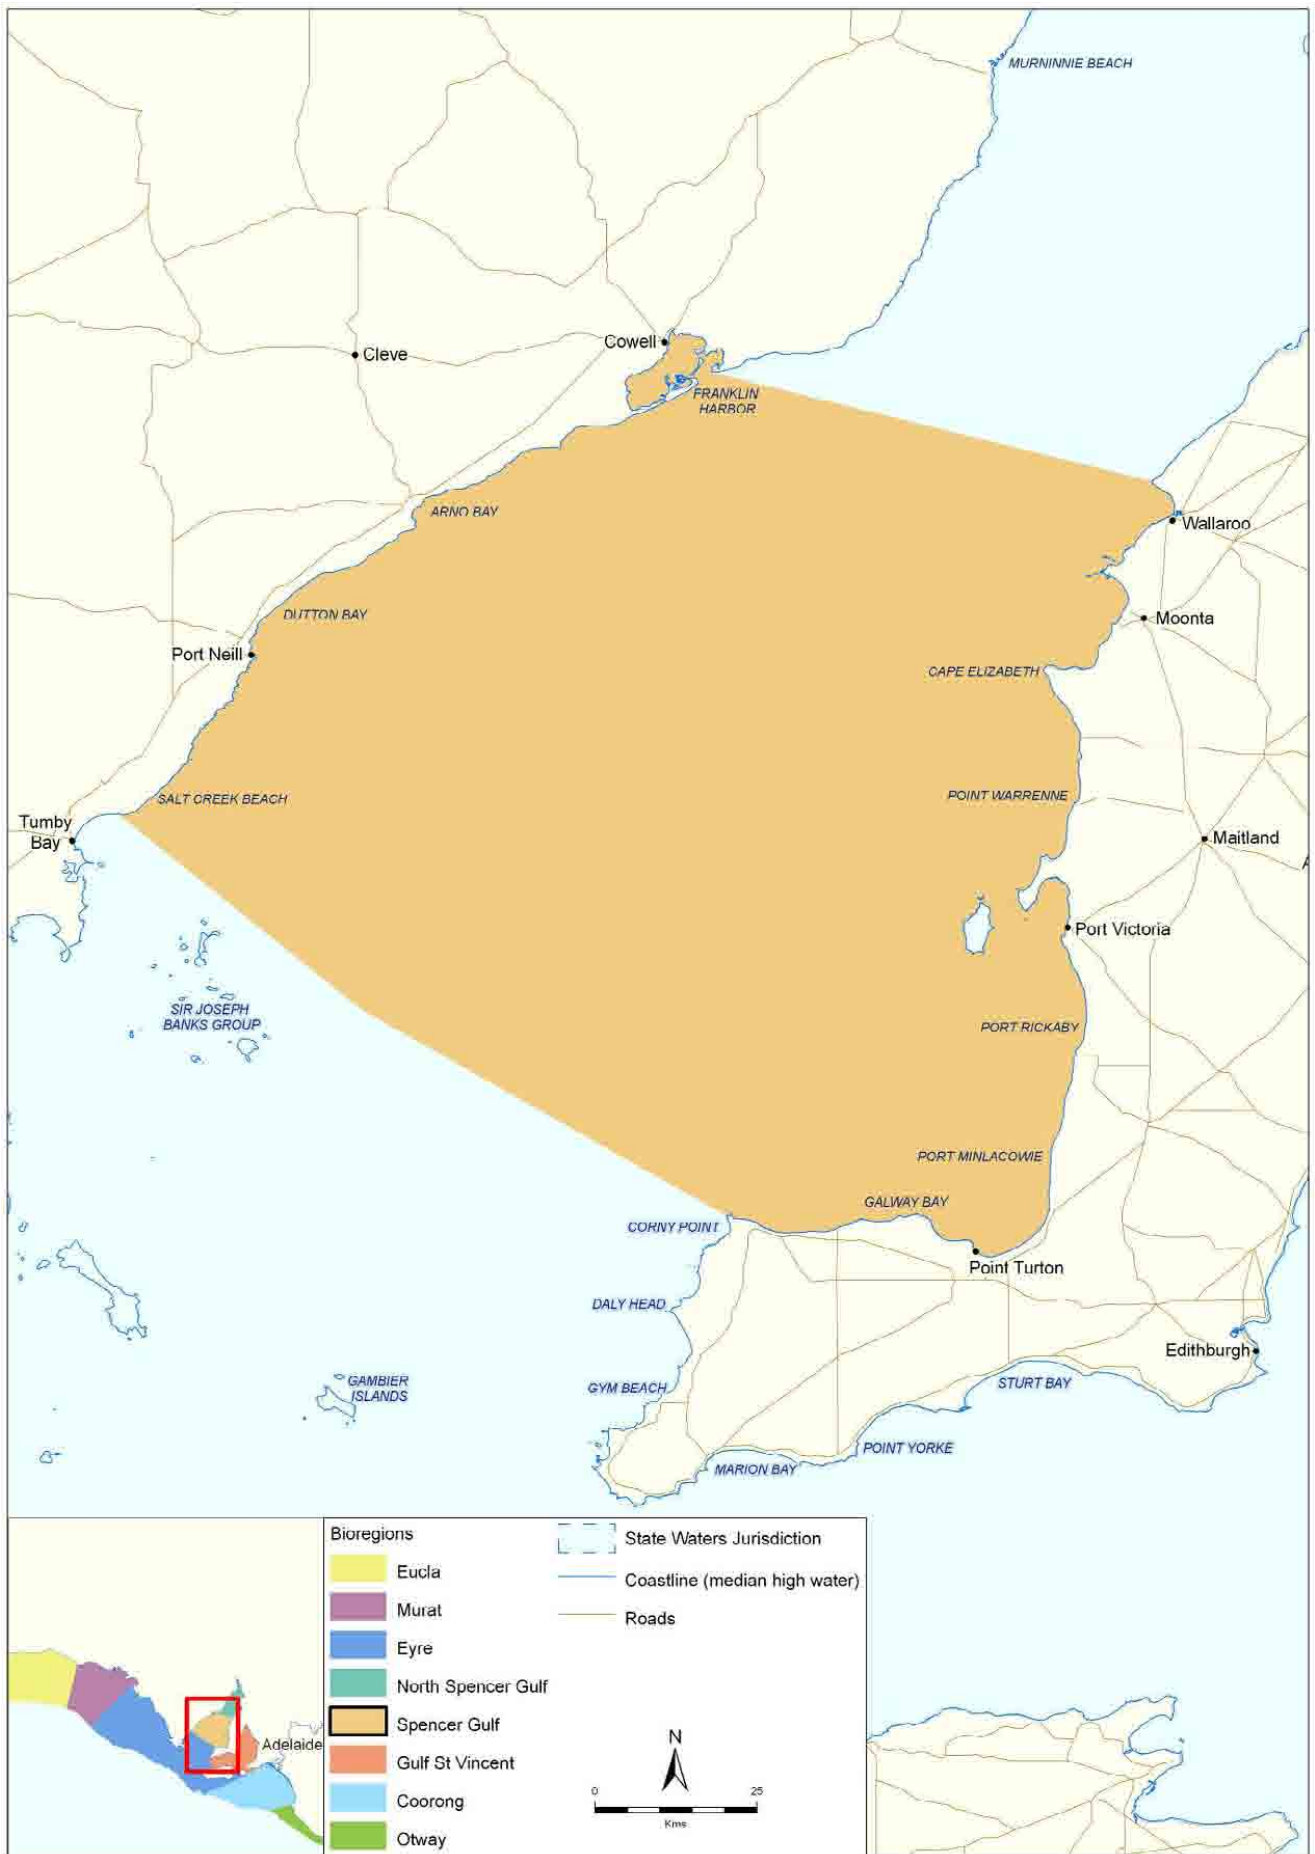 MURNINNIE BEACH
Cowell
Cleve
FRANKLIN
HARBOR
ARNO BAY
Wallaroo
DUTTON BAY
Moonta
Port Neill
CAPE ELIZABETH
SALT CREEK BEACH
POINT WARRENNE
Tumby
Bay
Maitland
Port Victoria
SIR JOSEPH
BANKS GROUP
PORT RICKABY
PORT MINLACOWIE
GALWAY BAY
CORNY POINT
Point Turton
DALY HEAD
Edithburgh
GAMBIER
ISLANDS
GYM BEACH
STURT BAY
POINT YORKE
MARION BAY
Adelaide
Bioregions
Eucla
Murat
Eyre
North Spencer Gulf
Spencer Gulf
Gulf St Vincent
Coorong
Otway
State Waters Jurisdiction
Coastline (median high water)
Roads
N
0 25
Kms